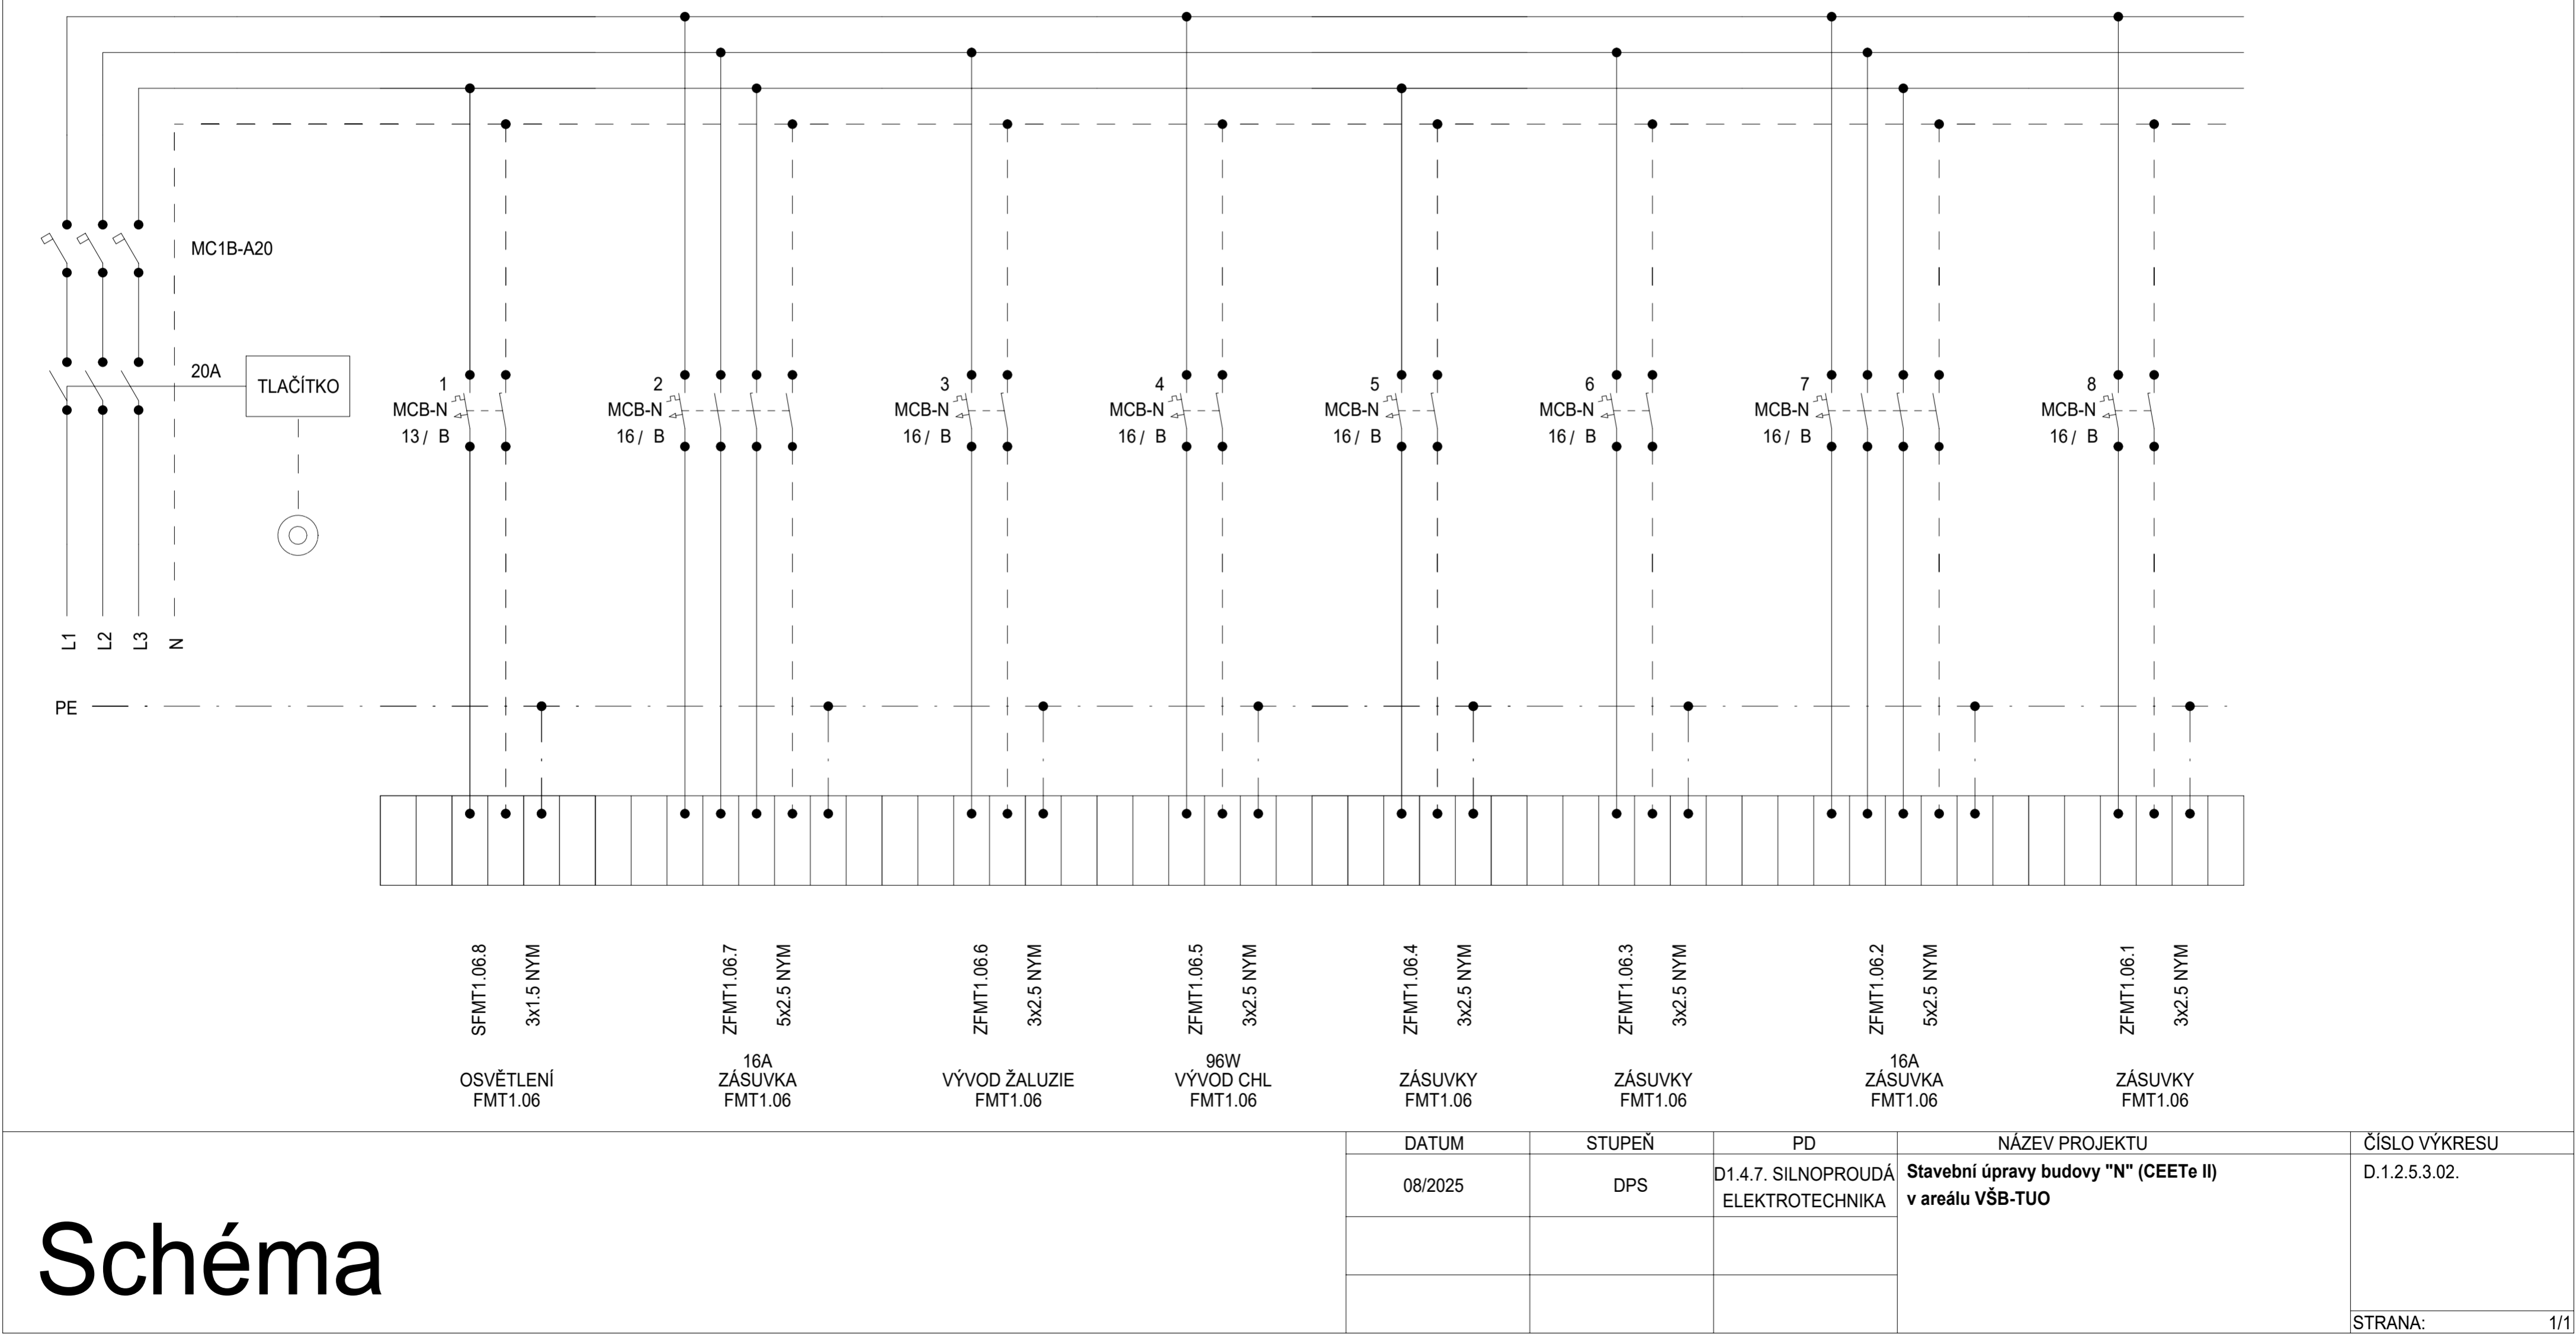 MC1B-A20
20A
TLAČÍTKO
1
MCB-N
13 / B
2
MCB-N
16 / B
3
MCB-N
16 / B
4
MCB-N
16 / B
5
MCB-N
16 / B
6
MCB-N
16 / B
7
MCB-N
16 / B
8
MCB-N
16 / B
L1
L2
L3
N
PE
SFMT1.06.8
3x1.5 NYM
OSVĚTLENÍ
FMT1.06
ZFMT1.06.7
5x2.5 NYM
16A
ZÁSUVKA
FMT1.06
ZFMT1.06.6
3x2.5 NYM
VÝVOD ŽALUZIE
FMT1.06
ZFMT1.06.5
3x2.5 NYM
96W
VÝVOD CHL
FMT1.06
ZFMT1.06.4
3x2.5 NYM
ZÁSUVKY
FMT1.06
ZFMT1.06.3
3x2.5 NYM
ZÁSUVKY
FMT1.06
ZFMT1.06.2
5x2.5 NYM
16A
ZÁSUVKA
FMT1.06
ZFMT1.06.1
3x2.5 NYM
ZÁSUVKY
FMT1.06
Schéma
DATUM
08/2025
STUPEŇ
DPS
PD
D1.4.7. SILNOPROUDÁ
ELEKTROTECHNIKA
NÁZEV PROJEKTU
Stavební úpravy budovy "N" (CEETe II)
v areálu VŠB-TUO
ČÍSLO VÝKRESU
D.1.2.5.3.02.
STRANA: 1/1